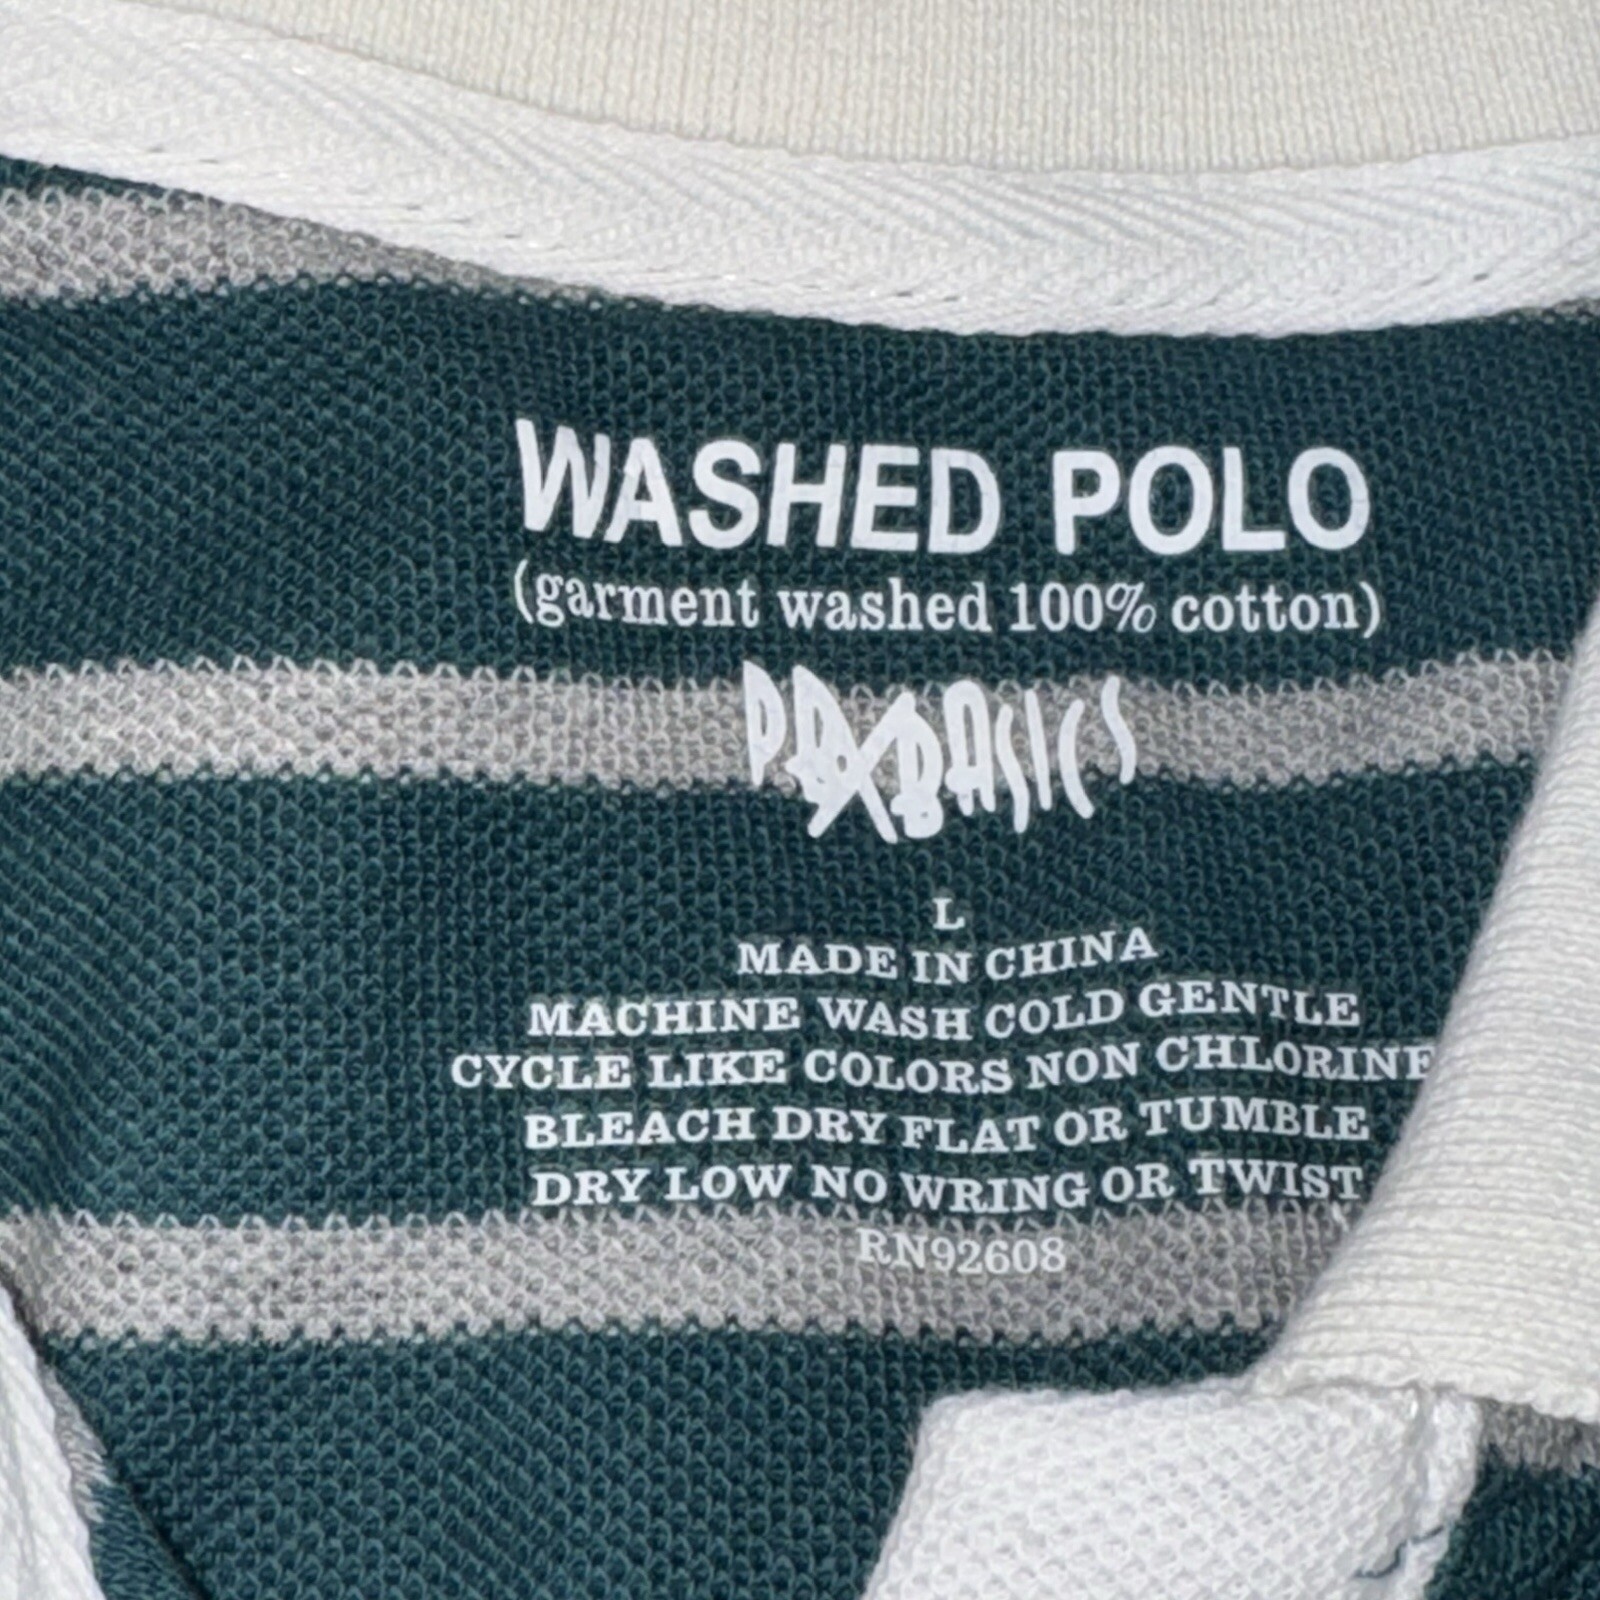 WASHED POLO
(garment washed 100% cotton)
BASICS
L
MADE IN CHINA
MACHINE WASH COLD GENTLE
CYCLE LIKE COLORS NON CHLORINE
BLEACH DRY FLAT OR TUMBLE
DRY LOW NO WRING OR TWIST
RN92608